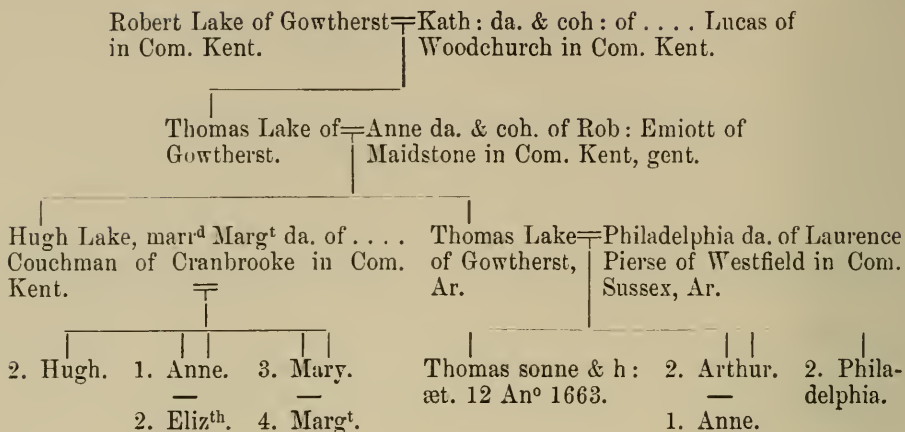 Robert Lake of Gowtherst
in Com. Kent.
Kath: da. & coh: of . . . . Lucas of
Woodchurch in Com. Kent.
Thomas Lake of
Gowtherst.
Anne da. & coh. of Rob: Emiott of
Maidstone in Com. Kent, gent.
Hugh Lake, marrᵈ Margᵗ da. of . . . .
Couchman of Cranbrooke in Com.
Kent.
Thomas Lake
of Gowtherst,
Ar.
Philadelphia da. of Laurence
Pierse of Westfield in Com.
Sussex, Ar.
2. Hugh.
1. Anne.
2. Elizᵗʰ.
3. Mary.
4. Margᵗ.
Thomas sonne & h:
æt. 12 Anº 1663.
2. Arthur.
1. Anne.
2. Phila-
delphia.